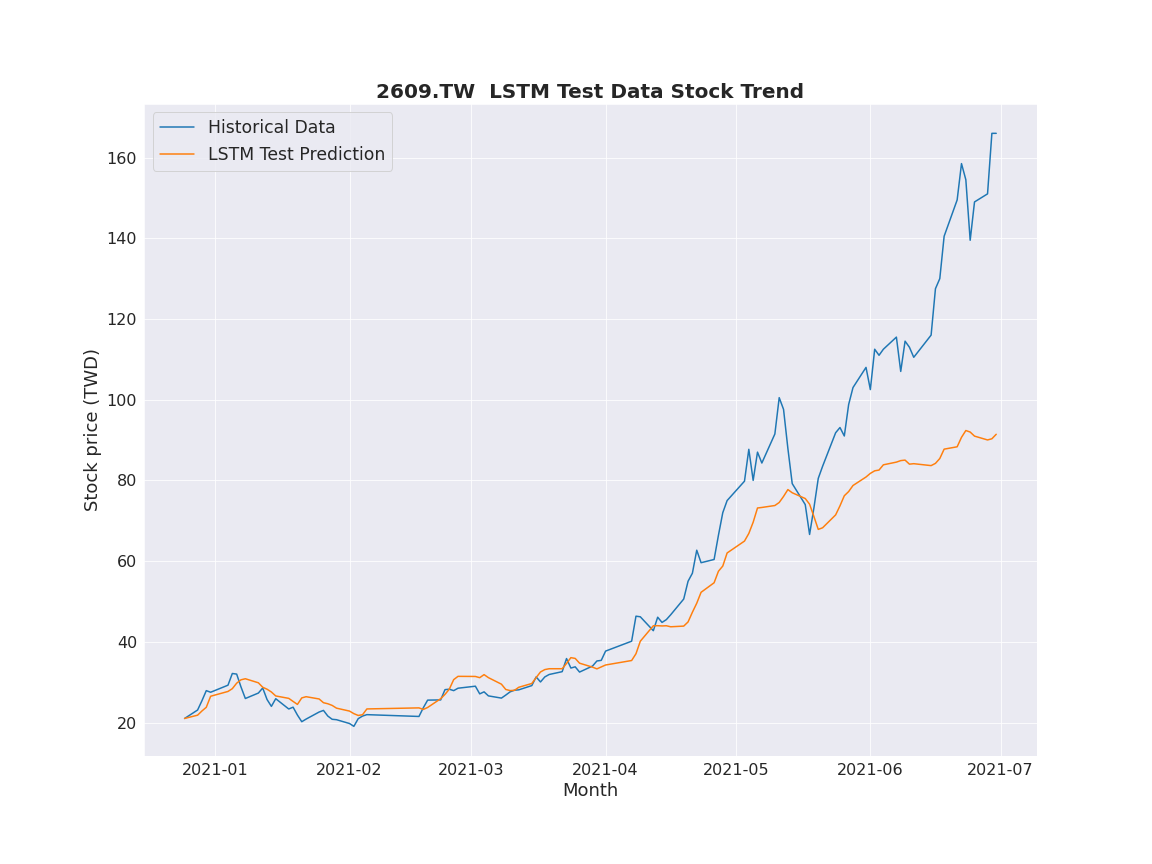 2609.TW  LSTM Test Data Stock Trend
Historical Data
LSTM Test Prediction
Stock price (TWD)
160
140
120
100
80
60
40
20
2021-01 2021-02 2021-03 2021-04 2021-05 2021-06 2021-07
Month